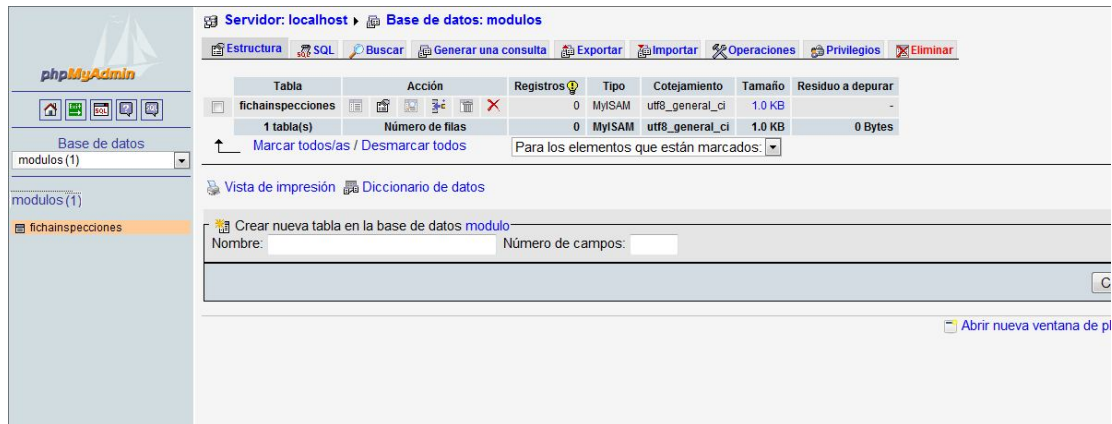 Servidor: localhost ▸ Base de datos: modulos
Estructura SQL Buscar Generar una consulta Exportar Importar Operaciones Privilegios Eliminar
phpMyAdmin
SQL
Base de datos
modulos (1)
modulos (1)
fichainspecciones
Tabla Acción Registros Tipo Cotejamiento Tamaño Residuo a depurar
fichainspecciones 0 MyISAM utf8_general_ci 1.0 KB -
1 tabla(s) Número de filas 0 MyISAM utf8_general_ci 1.0 KB 0 Bytes
Marcar todos/as / Desmarcar todos Para los elementos que están marcados:
Vista de impresión Diccionario de datos
Crear nueva tabla en la base de datos modulo
Nombre: Número de campos:
C
Abrir nueva ventana de p